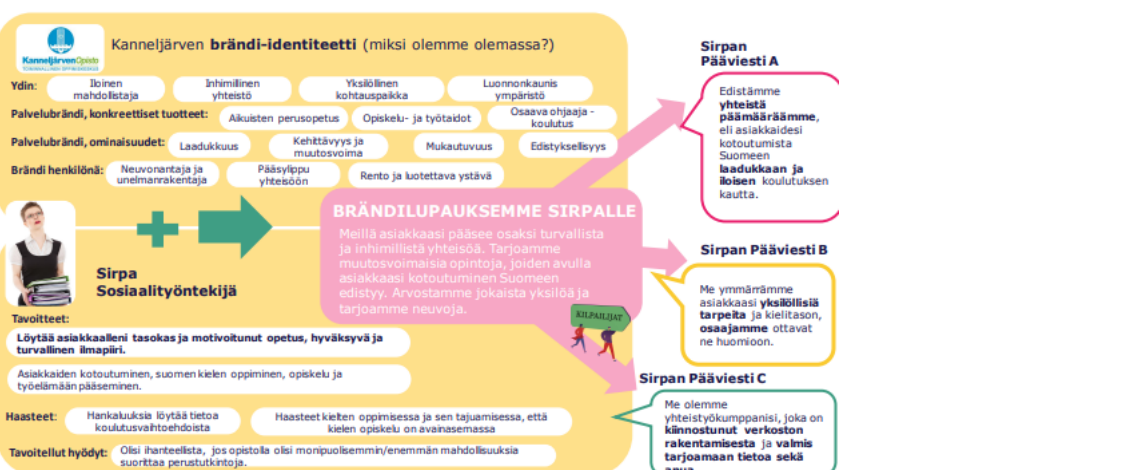 Kanneljärven brändi-identiteetti (miksi olemme olemassa?)
Kanneljärven Opisto
Ydin:
Iloinen
mahdollistaja
Inhimillinen
yhteistö
Yksilöllinen
kohtauspaikka
Luonnonkaunis
ympäristö
Palvelubrändi, konkreettiset tuotteet:
Aikuisten perusopetus
Opiskelu- ja työtaidot
Osaava ohjaaja -
koulutus
Palvelubrändi, ominaisuudet:
Laadukkuus
Kehittävyys ja
muutosvoima
Mukautuvuus
Edistyksellisyys
Brändi henkilönä:
Neuvonantaja ja
unelmanrakentaja
Pääsylippu
yhteisöön
Rento ja luotettava ystävä
Sirpa
Sosiaalityöntekijä
BRÄNDILUPAUKSEMME SIRPALLE
Meillä asiakkaasi pääsee osaksi turvallista
ja inhimillistä yhteisöä. Tarjoamme
muutosvoimaisia opintoja, joiden avulla
asiakkaasi kotoutuminen Suomeen
edistyy. Arvostamme jokaista yksilöä ja
tarjoamme neuvoja.
KILPAILIJAT
Tavoitteet:
Löytää asiakkaalleni tasokas ja motivoitunut opetus, hyväksyvä ja
turvallinen ilmapiiri.
Asiakkaiden kotoutuminen, suomen kielen oppiminen, opiskelu ja
työelämään pääseminen.
Haasteet:
Hankaluuksia löytää tietoa
koulutusvaihtoehdoista
Haasteet kielten oppimisessa ja sen tajuamisessa, että
kielen opiskelu on avainasemassa
Tavoitellut hyödyt:
Olisi ihanteellista, jos opistolla olisi monipuolisemmin/enemmän mahdollisuuksia
suorittaa perustutkintoja.
Sirpan
Pääviesti A
Edistämme
yhteistä
päämääräämme,
eli asiakkaidesi
kotoutumista
Suomeen
laadukkaan ja
iloisen koulutuksen
kautta.
Sirpan Pääviesti B
Me ymmärrämme
asiakkaasi yksilöllisiä
tarpeita ja kielitason,
osaajamme ottavat
ne huomioon.
Sirpan Pääviesti C
Me olemme
yhteistyökumppanisi, joka on
kiinnostunut verkoston
rakentamisesta ja valmis
tarjoamaan tietoa sekä